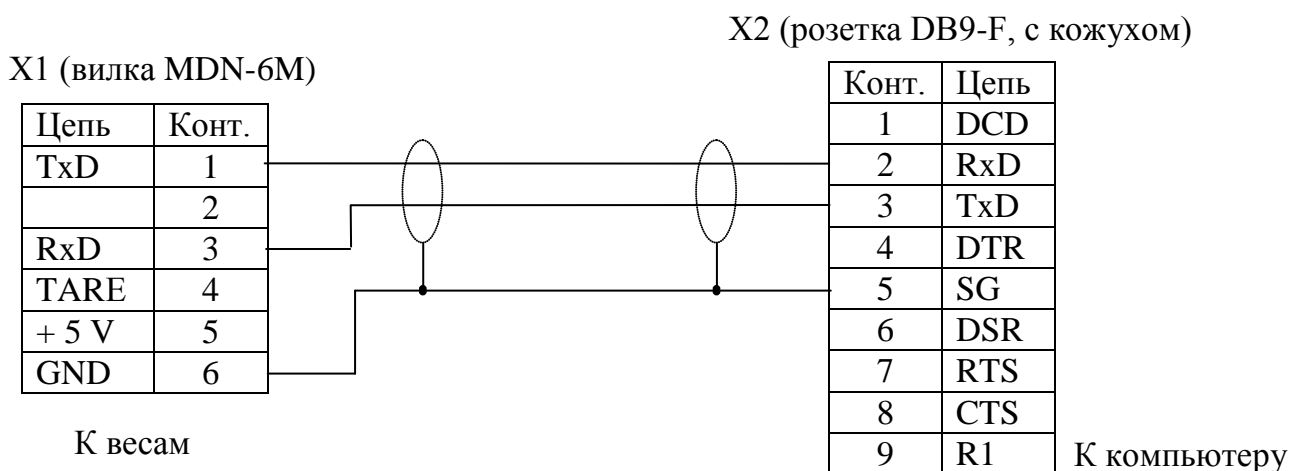 X2 (розетка DB9-F, с кожухом)
X1 (вилка MDN-6M)
Цепь Конт.
TxD 1
2
RxD 3
TARE 4
+ 5 V 5
GND 6
К весам
Конт. Цепь
1 DCD
2 RxD
3 TxD
4 DTR
5 SG
6 DSR
7 RTS
8 CTS
9 R1
К компьютеру